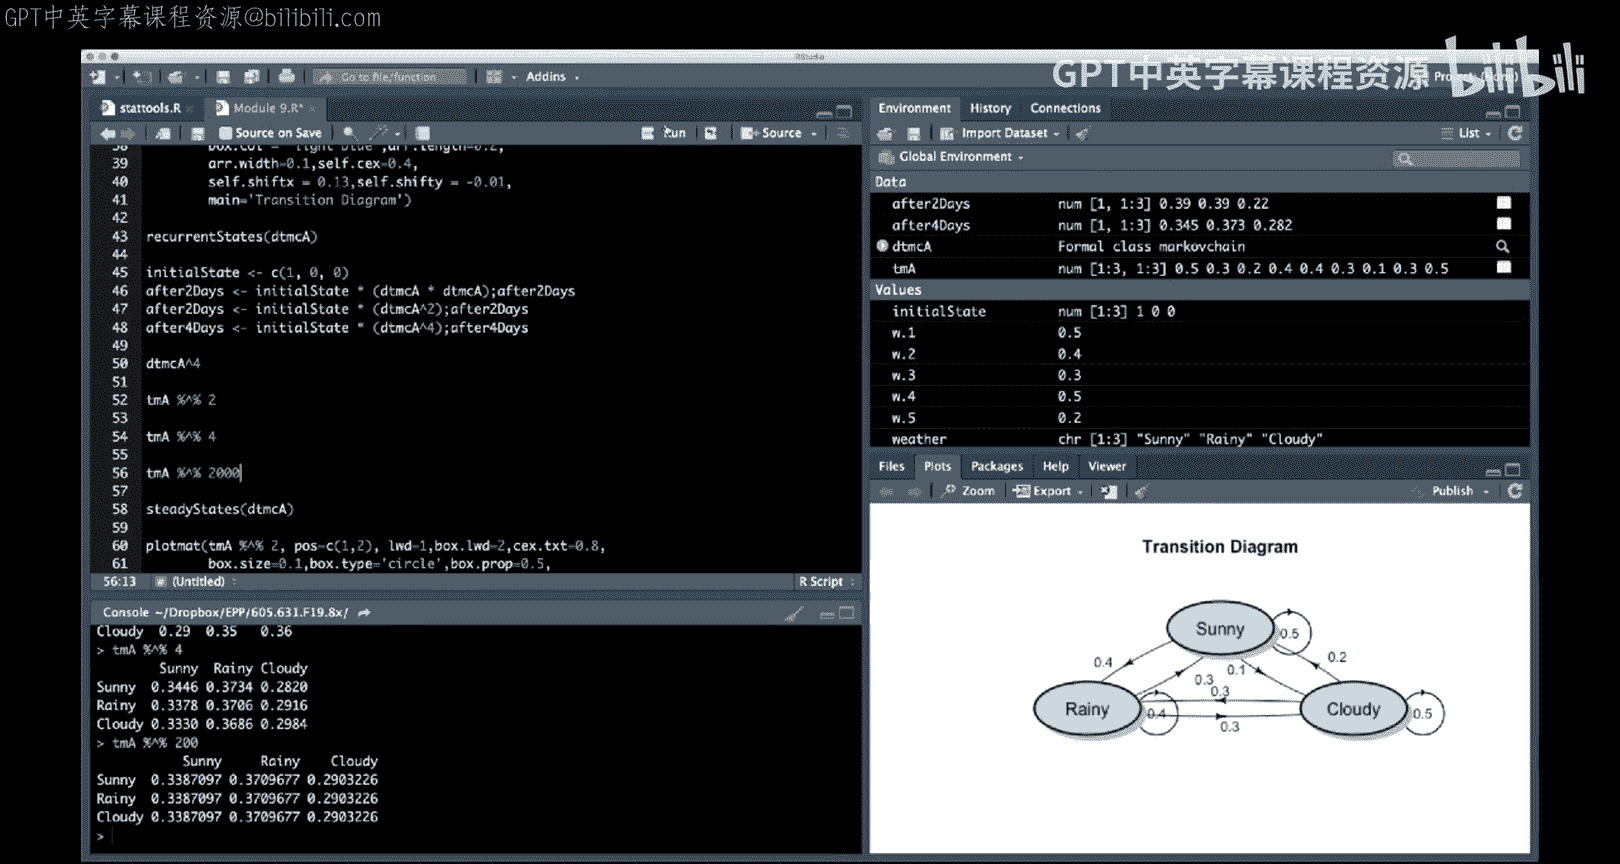 GPT中英字幕课程资源@bilibili.com
RStudio
GPT中英字幕课程资源 bilibili
Go to file/function
Addins
stattools.R
Module 9.R*
Source on Save
Run
Source
39 arr.width=0.1,self.cex=0.4,
40 self.shiftx = 0.13,self.shifty = -0.01,
41 main='Transition Diagram')
42
43 recurrentStates(dtmcA)
44
45 initialState <- c(1, 0, 0)
46 after2Days <- initialState * (dtmcA * dtmcA);after2Days
47 after2Days <- initialState * (dtmcA^2);after2Days
48 after4Days <- initialState * (dtmcA^4);after4Days
49
50 dtmcA^4
51
52 tmA %^% 2
53
54 tmA %^% 4
55
56 tmA %^% 2000
57
58 steadyStates(dtmcA)
59
60 plotmat(tmA %^% 2, pos=c(1,2), lwd=1,box.lwd=2,cex.txt=0.8,
61 box.size=0.1,box.type='circle',box.prop=0.5,
56:13 # (Untitled) R Script
Console ~/Dropbox/EPP/605.631.F19.8x/
Cloudy 0.29 0.35 0.36
> tmA %^% 4
Sunny Rainy Cloudy
Sunny 0.3446 0.3734 0.2820
Rainy 0.3378 0.3706 0.2916
Cloudy 0.3330 0.3686 0.2984
> tmA %^% 200
Sunny Rainy Cloudy
Sunny 0.3387097 0.3709677 0.2903226
Rainy 0.3387097 0.3709677 0.2903226
Cloudy 0.3387097 0.3709677 0.2903226
>
Environment History Connections
Import Dataset List
Global Environment
Data
after2Days num [1, 1:3] 0.39 0.39 0.22
after4Days num [1, 1:3] 0.345 0.373 0.282
dtmcA Formal class markovchain
tmA num [1:3, 1:3] 0.5 0.3 0.2 0.4 0.4 0.3 0.1 0.3 0.5
Values
initialState num [1:3] 1 0 0
w.1 0.5
w.2 0.4
w.3 0.3
w.4 0.5
w.5 0.2
weather chr [1:3] "Sunny" "Rainy" "Cloudy"
Files Plots Packages Help Viewer
Zoom Export Publish
Transition Diagram
Sunny
0.5
0.4
0.2
0.1
0.3
0.3
Rainy
0.4
Cloudy
0.5
0.3